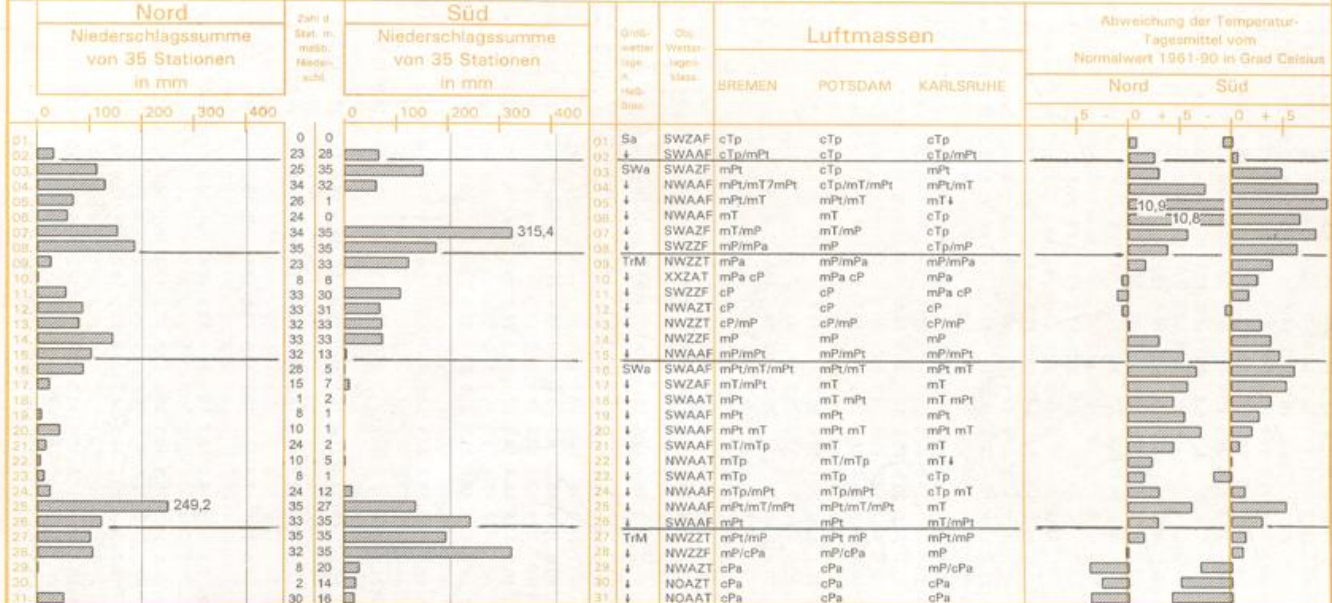 Nord
Niederschlagssumme
von 35 Stationen
in mm
Zahl d.
Stat. m.
messb.
Nieder-
schl.
Süd
Niederschlagssumme
von 35 Stationen
in mm
Groß-
wetter
lage
Obj.
Wetter-
lagen-
klass.
Luftmassen
BREMEN POTSDAM KARLSRUHE
Abweichung der Temperatur-
Tagesmittel vom
Normalwert 1961-90 in Grad Celsius
Nord Süd
0 100 200 300 400 0 100 200 300 400 5 - 0 + 5 - 0 + 5
01. 0 0 01. Sa SWZAF cTp cTp cTp
02. 23 28 02. ↓ SWAAF cTp/mPt cTp cTp/mPt
03. 25 35 03. SWa SWAZF mPt cTp mPt
04. 34 32 04. ↓ NWAAF mPt/mT7mPt cTp/mT/mPt mPt/mT
05. 26 1 05. ↓ NWAAF mPt/mT mPt/mT mT↓ 10,9
06. 24 0 06. ↓ NWAAF mT mT cTp 10,8
07. 34 35 315,4 07. ↓ SWAZF mT/mP mT/mP cTp
08. 35 35 08. ↓ SWZZF mP/mPa mP cTp/mP
09. 23 33 09. TrM NWZZT mPa mP/mPa mP/mPa
10. 8 6 10. ↓ XXZAT mPa cP mPa cP mPa
11. 33 30 11. ↓ SWZZF cP cP mPa cP
12. 33 31 12. ↓ NWAZT cP cP cP
13. 32 33 13. ↓ NWZZT cP/mP cP/mP cP/mP
14. 33 33 14. ↓ NWZZF mP mP mP
15. 32 13 15. ↓ NWAAF mP/mPt mP/mPt mP/mPt
16. 28 5 16. SWa SWAAF mPt/mT/mPt mPt/mT mPt mT
17. 15 7 17. ↓ SWZAF mT/mPt mT mT
18. 1 2 18. ↓ SWAAT mPt mT mPt mT mPt
19. 8 1 19. ↓ SWAAF mPt mPt mPt
20. 10 1 20. ↓ SWAAF mPt mT mPt mT mPt mT
21. 24 2 21. ↓ SWAAF mT/mTp mT mT
22. 10 5 22. ↓ NWAAT mTp mT/mTp mT↓
23. 8 1 23. ↓ SWAAT mTp mT cTp
24. 24 12 24. ↓ NWAAF mTp/mPt mTp/mPt cTp mT
25. 249,2 35 27 25. ↓ NWAAF mPt/mT/mPt mPt/mT/mPt mT
26. 33 35 26. ↓ SWAAF mPt mPt mT/mPt
27. 35 35 27. TrM NWZZT mPt/mP mPt mP mPt/mP
28. 32 35 28. ↓ NWZZF mP/cPa mP/cPa mP
29. 8 20 29. ↓ NWAZT cPa cPa mP/cPa
30. 2 14 30. ↓ NOAZT cPa cPa cPa
31. 30 16 31. ↓ NOAAT cPa cPa cPa